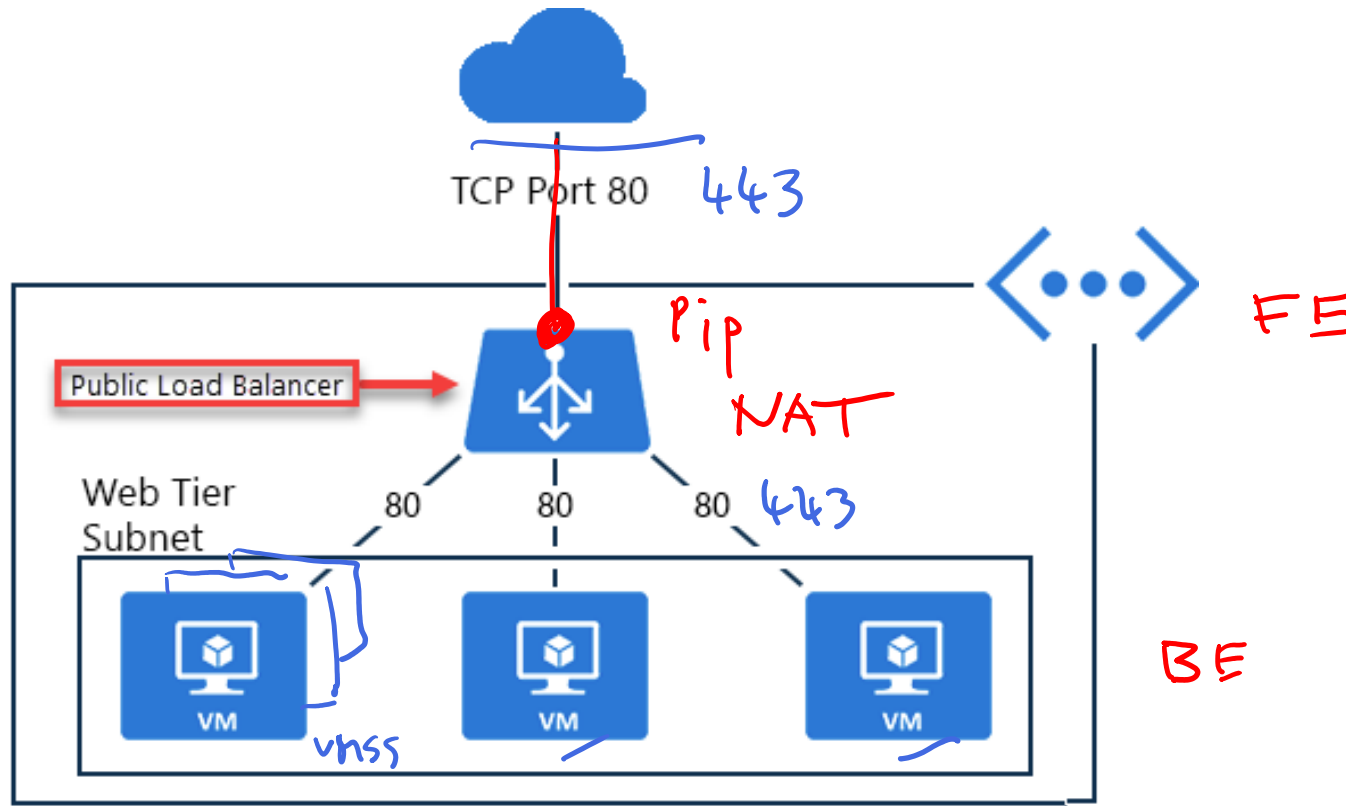 TCP Port 80
443
Pip
FE
Public Load Balancer
NAT
Web Tier
Subnet
80
80
80
443
BE
VM
VM
VM
vmss